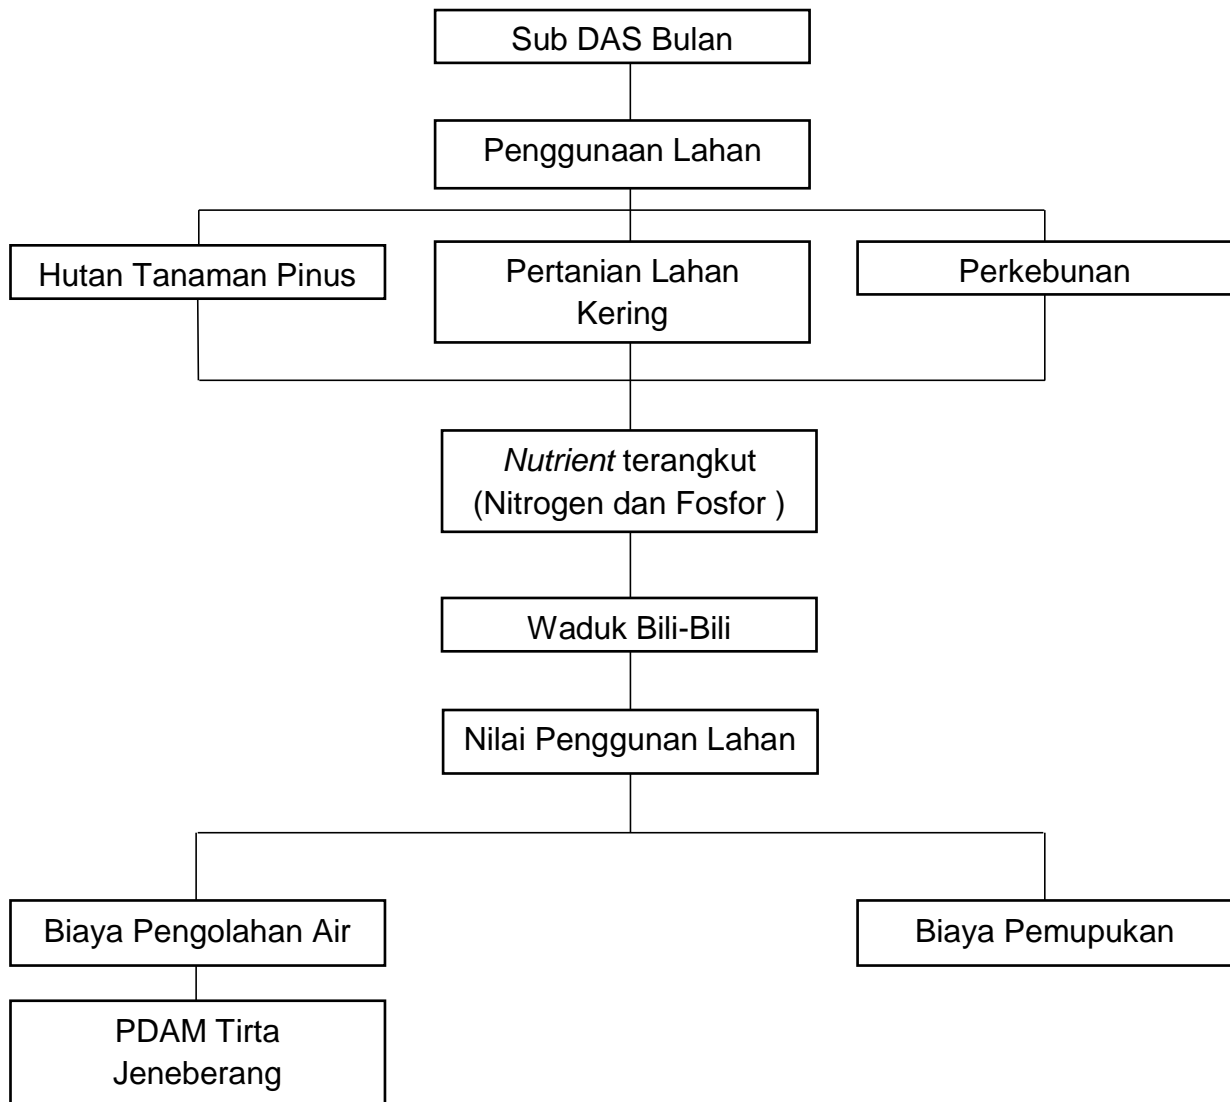 Sub DAS Bulan
Penggunaan Lahan
Hutan Tanaman Pinus
Pertanian Lahan
Kering
Perkebunan
Nutrient terangkut
(Nitrogen dan Fosfor )
Waduk Bili-Bili
Nilai Penggunan Lahan
Biaya Pengolahan Air
Biaya Pemupukan
PDAM Tirta
Jeneberang